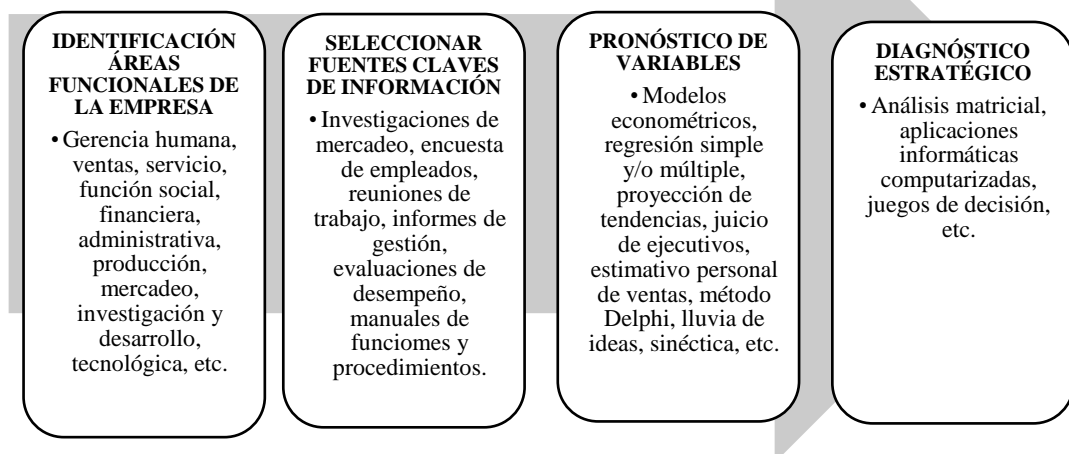 IDENTIFICACIÓN
ÁREAS
FUNCIONALES DE
LA EMPRESA
• Gerencia humana,
ventas, servicio,
función social,
financiera,
administrativa,
producción,
mercadeo,
investigación y
desarrollo,
tecnológica, etc.
SELECCIONAR
FUENTES CLAVES
DE INFORMACIÓN
• Investigaciones de
mercadeo, encuesta
de empleados,
reuniones de
trabajo, informes de
gestión,
evaluaciones de
desempeño,
manuales de
funciomes y
procedimientos.
PRONÓSTICO DE
VARIABLES
• Modelos
econométricos,
regresión simple
y/o múltiple,
proyección de
tendencias, juicio
de ejecutivos,
estimativo personal
de ventas, método
Delphi, lluvia de
ideas, sinéctica, etc.
DIAGNÓSTICO
ESTRATÉGICO
• Análisis matricial,
aplicaciones
informáticas
computarizadas,
juegos de decisión,
etc.